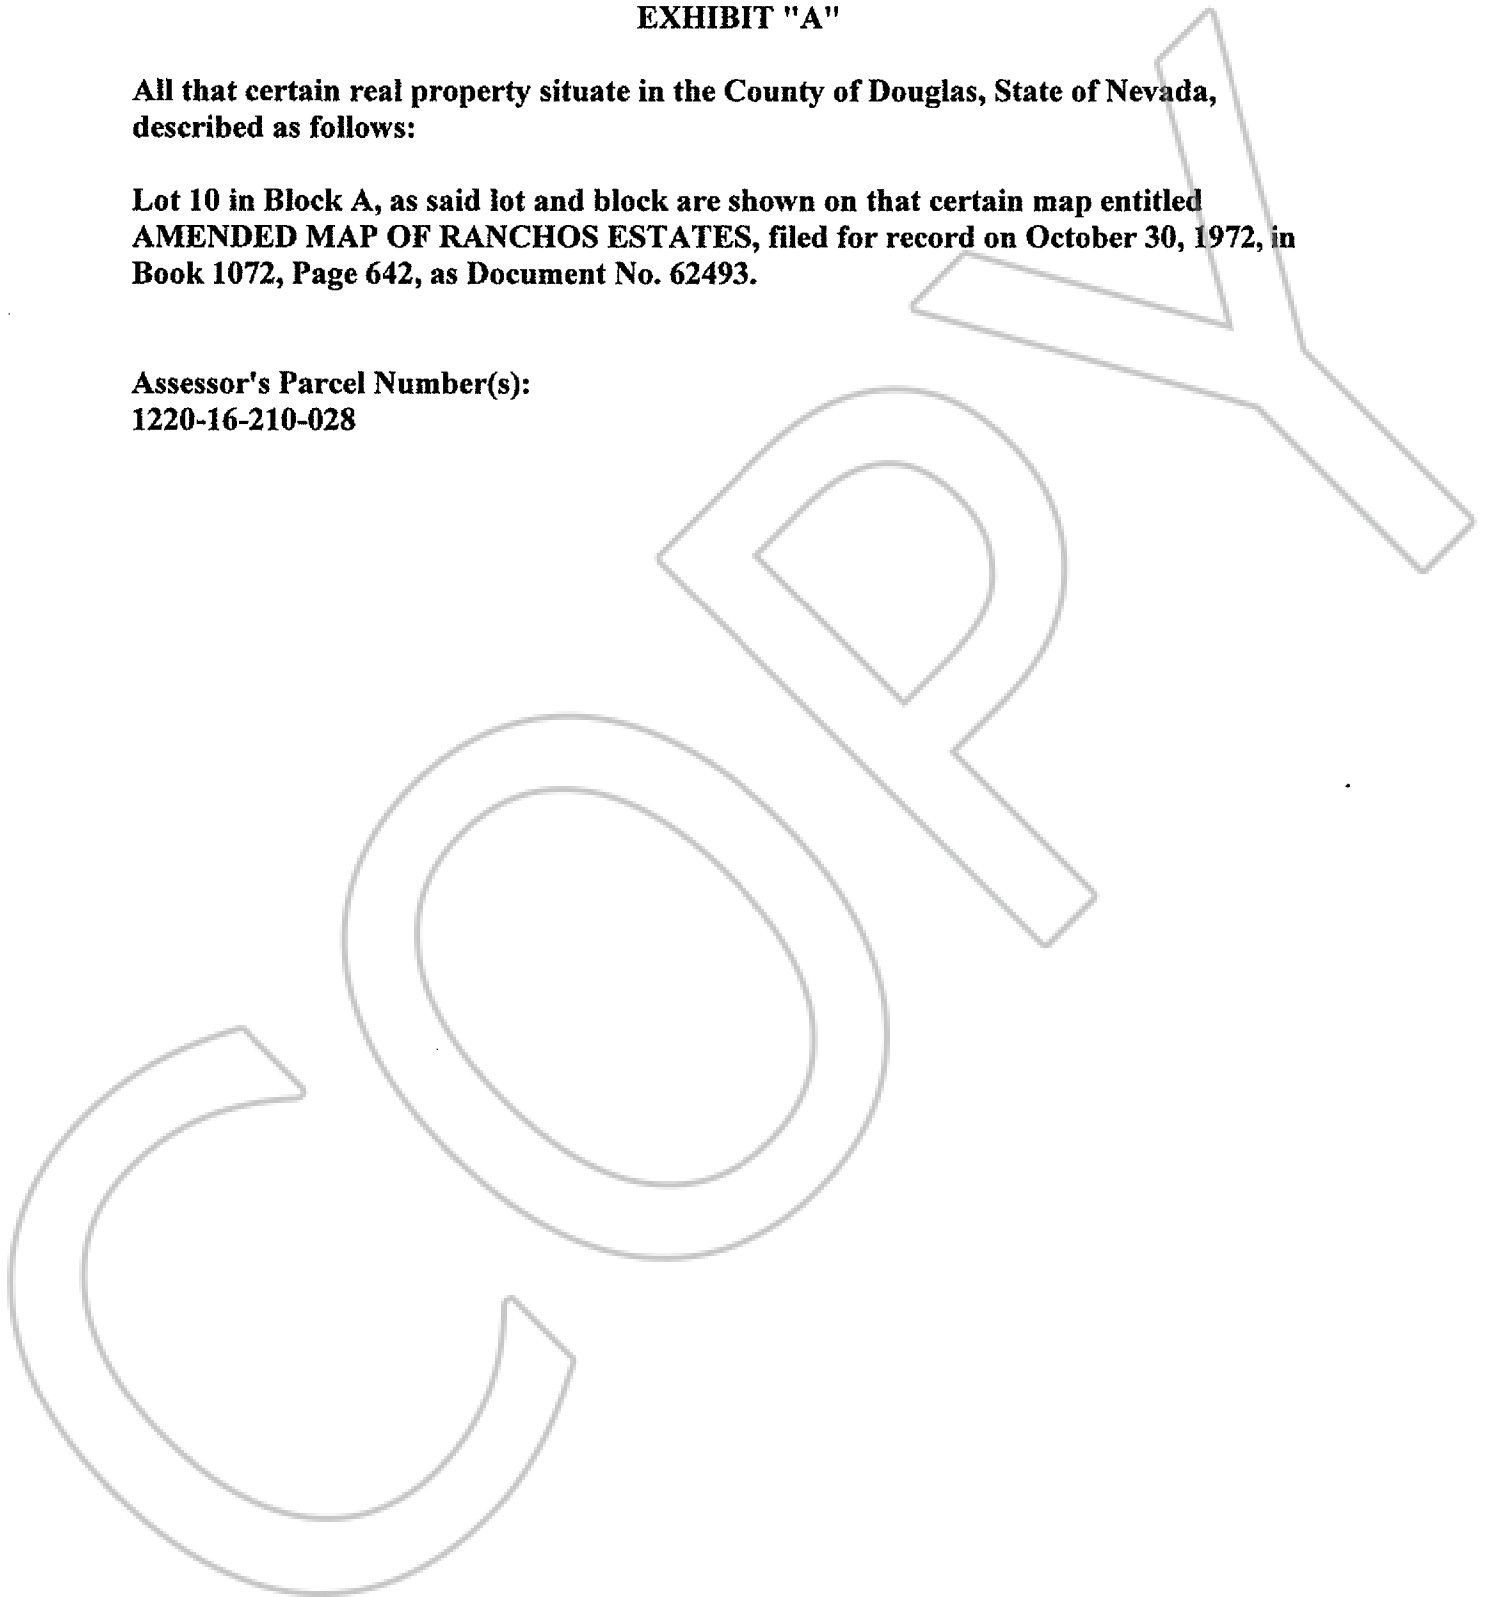 EXHIBIT "A"
All that certain real property situate in the County of Douglas, State of Nevada,
described as follows:
Lot 10 in Block A, as said lot and block are shown on that certain map entitled
AMENDED MAP OF RANCHOS ESTATES, filed for record on October 30, 1972, in
Book 1072, Page 642, as Document No. 62493.
Assessor's Parcel Number(s):
1220-16-210-028
COPY